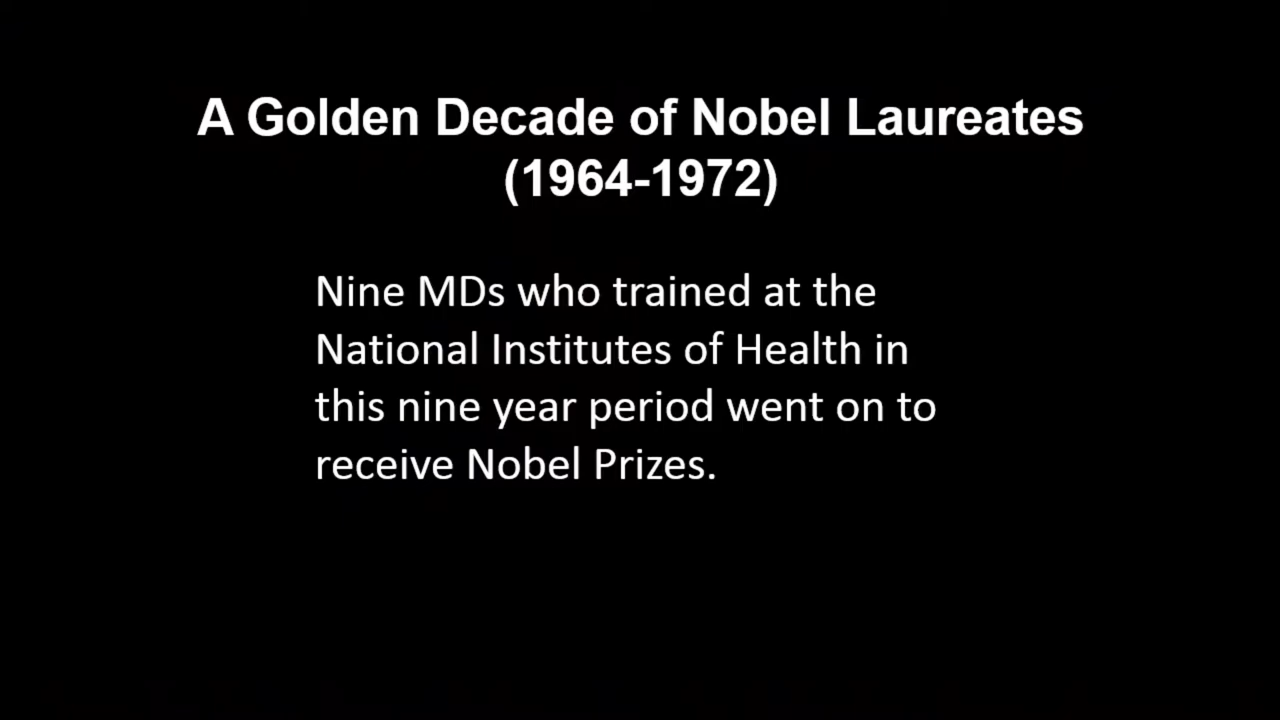 A Golden Decade of Nobel Laureates
(1964-1972)
Nine MDs who trained at the
National Institutes of Health in
this nine year period went on to
receive Nobel Prizes.